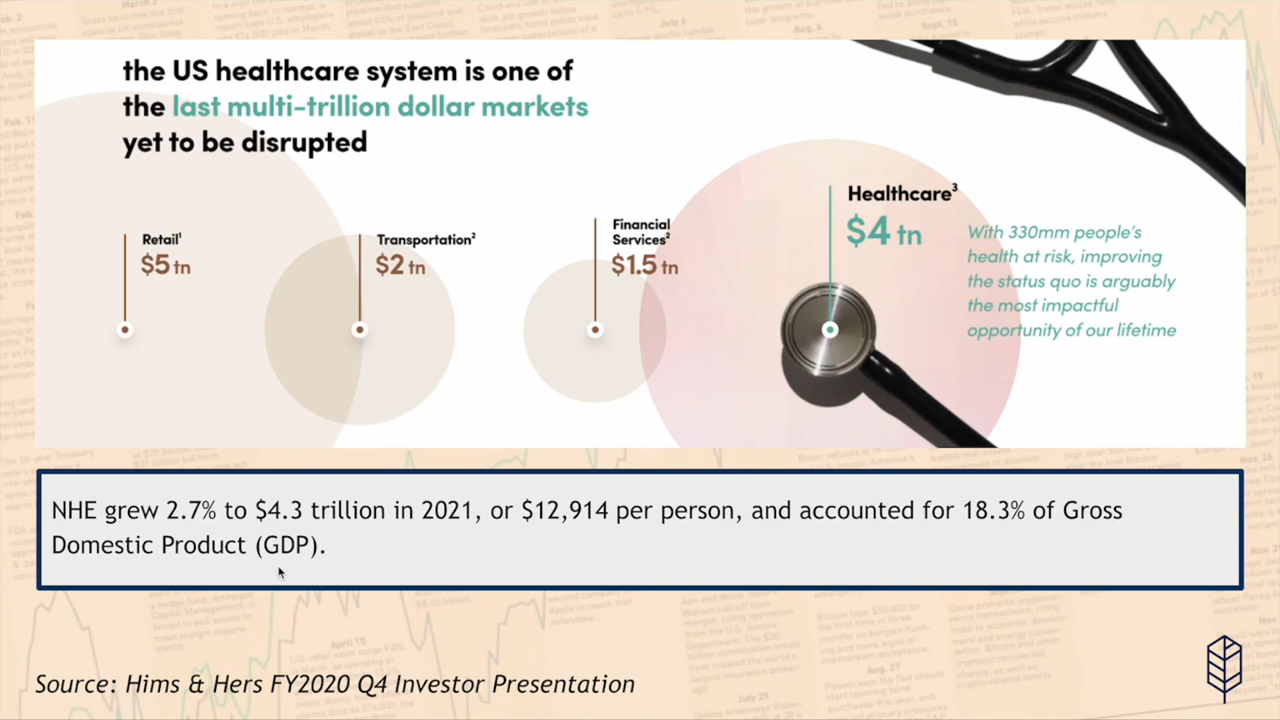 the US healthcare system is one of
the last multi-trillion dollar markets
yet to be disrupted
Retail¹
$5 tn
Transportation²
$2 tn
Financial
Services²
$1.5 tn
Healthcare³
$4 tn
With 330mm people's
health at risk, improving
the status quo is arguably
the most impactful
opportunity of our lifetime
NHE grew 2.7% to $4.3 trillion in 2021, or $12,914 per person, and accounted for 18.3% of Gross
Domestic Product (GDP).
Source: Hims & Hers FY2020 Q4 Investor Presentation